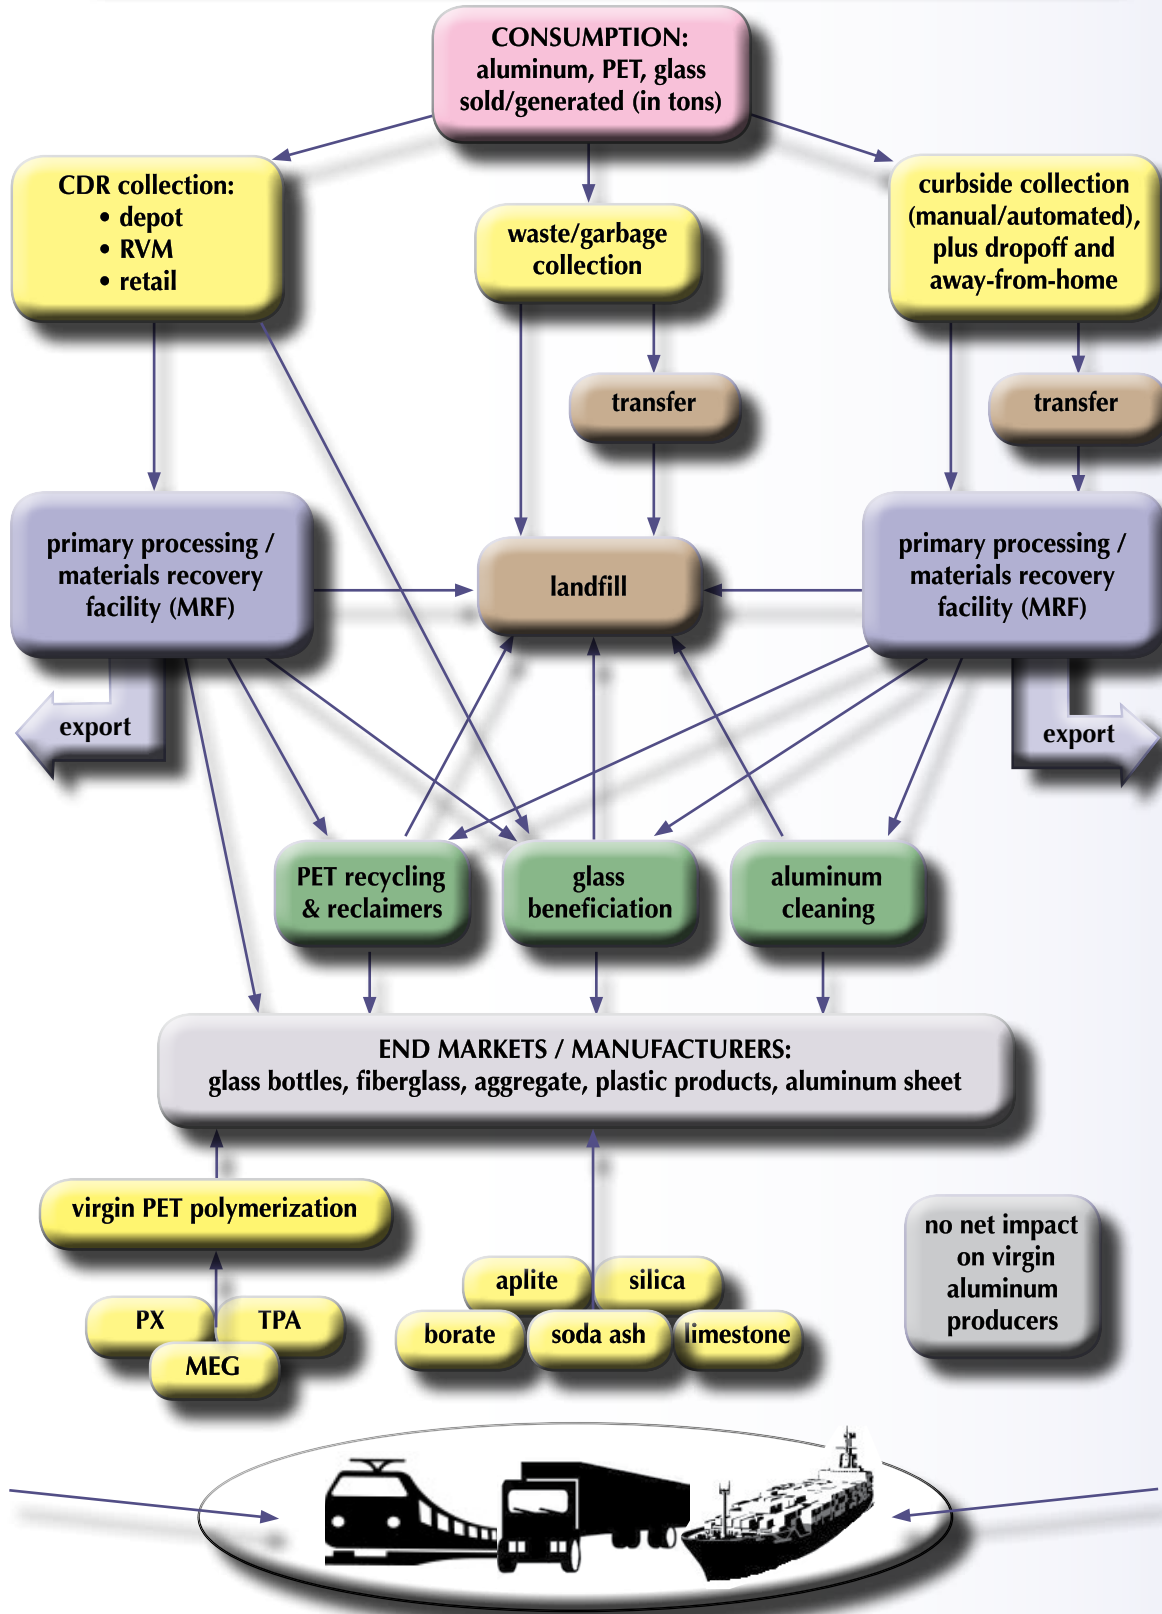 CONSUMPTION:
aluminum, PET, glass
sold/generated (in tons)
CDR collection:
• depot
• RVM
• retail
waste/garbage
collection
curbside collection
(manual/automated),
plus dropoff and
away-from-home
transfer
transfer
primary processing /
materials recovery
facility (MRF)
landfill
primary processing /
materials recovery
facility (MRF)
export
export
PET recycling
& reclaimers
glass
beneficiation
aluminum
cleaning
END MARKETS / MANUFACTURERS:
glass bottles, fiberglass, aggregate, plastic products, aluminum sheet
virgin PET polymerization
PX
TPA
MEG
aplite
silica
borate
soda ash
limestone
no net impact
on virgin
aluminum
producers